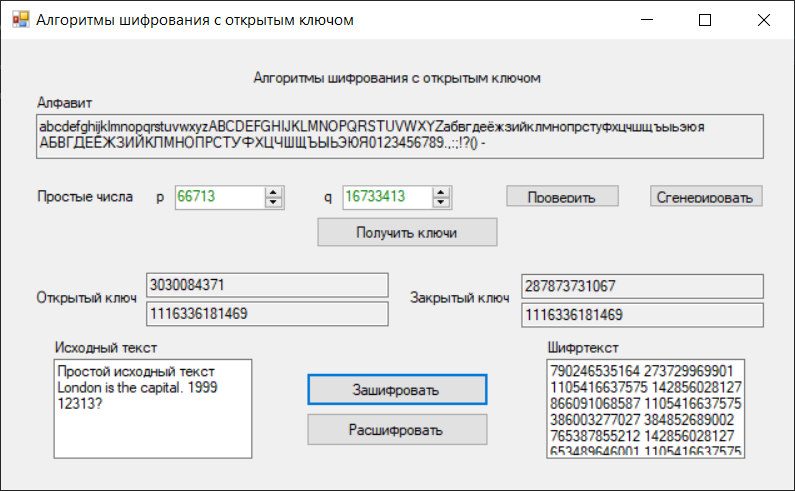 Алгоритмы шифрования с открытым ключом
Алгоритмы шифрования с открытым ключом
Алфавит
abcdefghijklmnopqrstuvwxyzABCDEFGHIJKLMNOPQRSTUVWXYZабвгдеёжзийклмнопрстуфхцчшщъыьэюя
АБВГДЕЁЖЗИЙКЛМНОПРСТУФХЦЧШЩЪЫЬЭЮЯ0123456789.,:;!?() -
Простые числа p 66713 q 16733413 Проверить Сгенерировать
Получить ключи
Открытый ключ 3030084371 Закрытый ключ 287873731067
1116336181469 1116336181469
Исходный текст Шифртекст
Простой исходный текст 790246535164 273729969901
London is the capital. 1999 Зашифровать 1105416637575 142856028127
12313? 866091068587 1105416637575
386003277027 384852689002
Расшифровать 765387855212 142856028127
653489646001 1105416637575